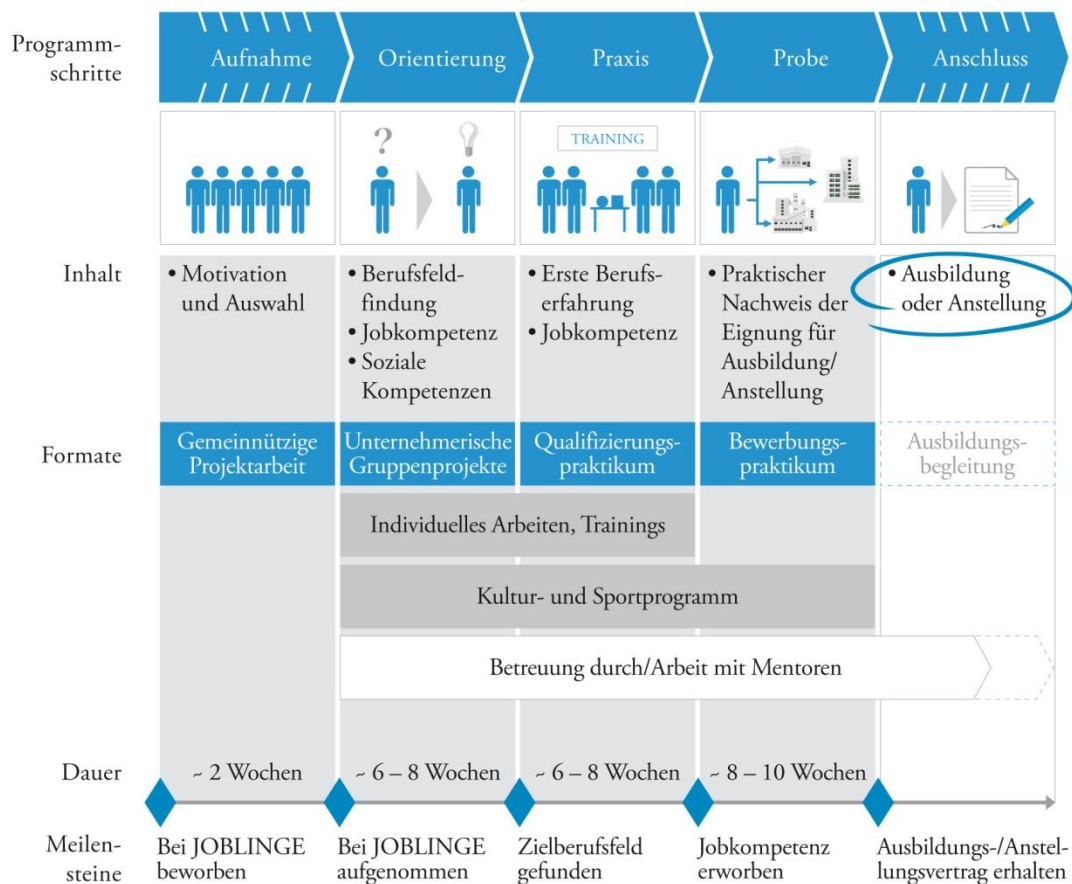 Programm-
schritte
Aufnahme
Orientierung
Praxis
Probe
Anschluss
?
TRAINING
Inhalt
• Motivation
und Auswahl
• Berufsfeld-
findung
• Jobkompetenz
• Soziale
Kompetenzen
• Erste Berufs-
erfahrung
• Jobkompetenz
• Praktischer
Nachweis der
Eignung für
Ausbildung/
Anstellung
• Ausbildung
oder Anstellung
Formate
Gemeinnützige
Projektarbeit
Unternehmerische
Gruppenprojekte
Qualifizierungs-
praktikum
Bewerbungs-
praktikum
Ausbildungs-
begleitung
Individuelles Arbeiten, Trainings
Kultur- und Sportprogramm
Betreuung durch/Arbeit mit Mentoren
Dauer
~ 2 Wochen
~ 6 – 8 Wochen
~ 6 – 8 Wochen
~ 8 – 10 Wochen
Meilen-
steine
Bei JOBLINGE
beworben
Bei JOBLINGE
aufgenommen
Zielberufsfeld
gefunden
Jobkompetenz
erworben
Ausbildungs-/Anstel-
lungsvertrag erhalten